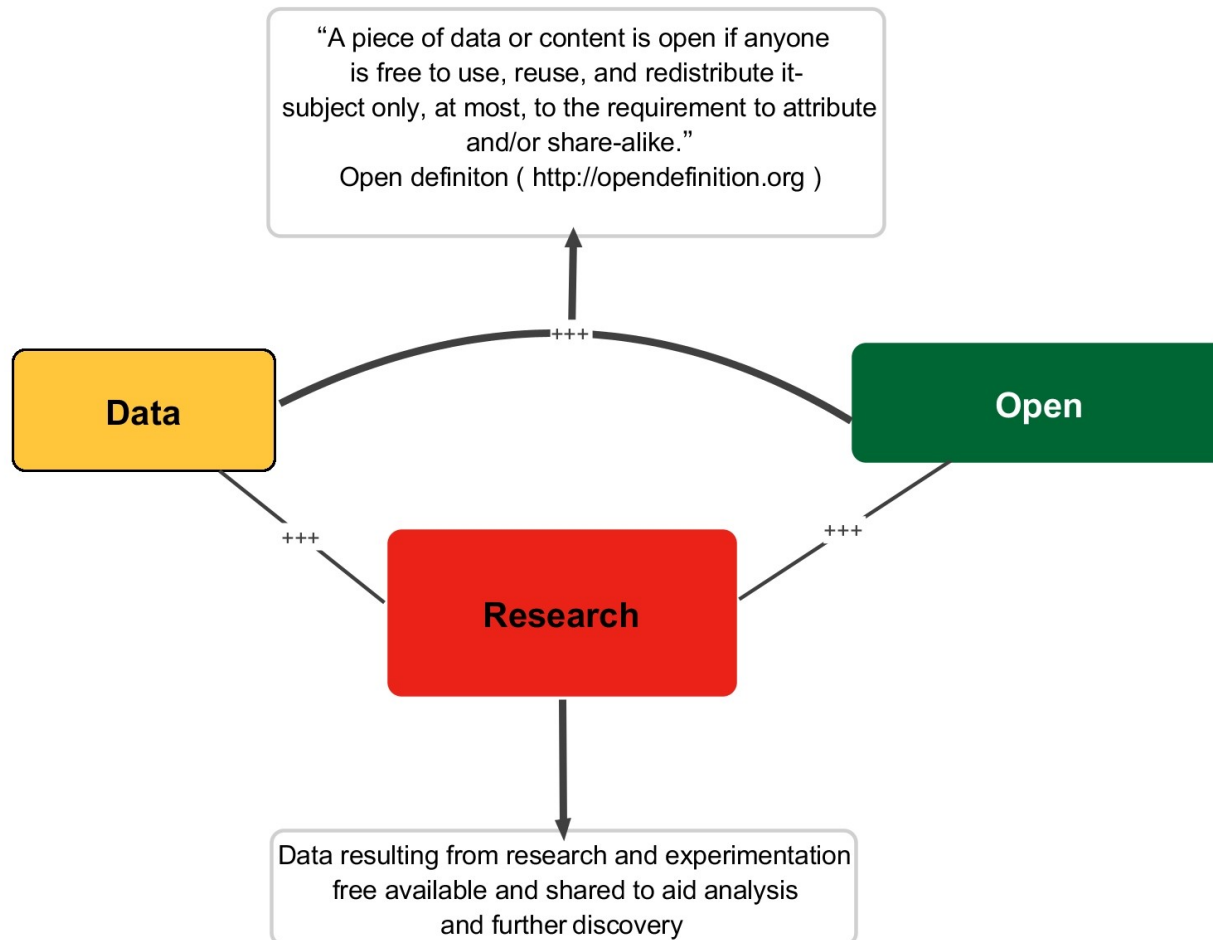 “A piece of data or content is open if anyone
is free to use, reuse, and redistribute it-
subject only, at most, to the requirement to attribute
and/or share-alike.”
Open definiton ( http://opendefinition.org )
+++
Data
Open
+++
+++
Research
Data resulting from research and experimentation
free available and shared to aid analysis
and further discovery